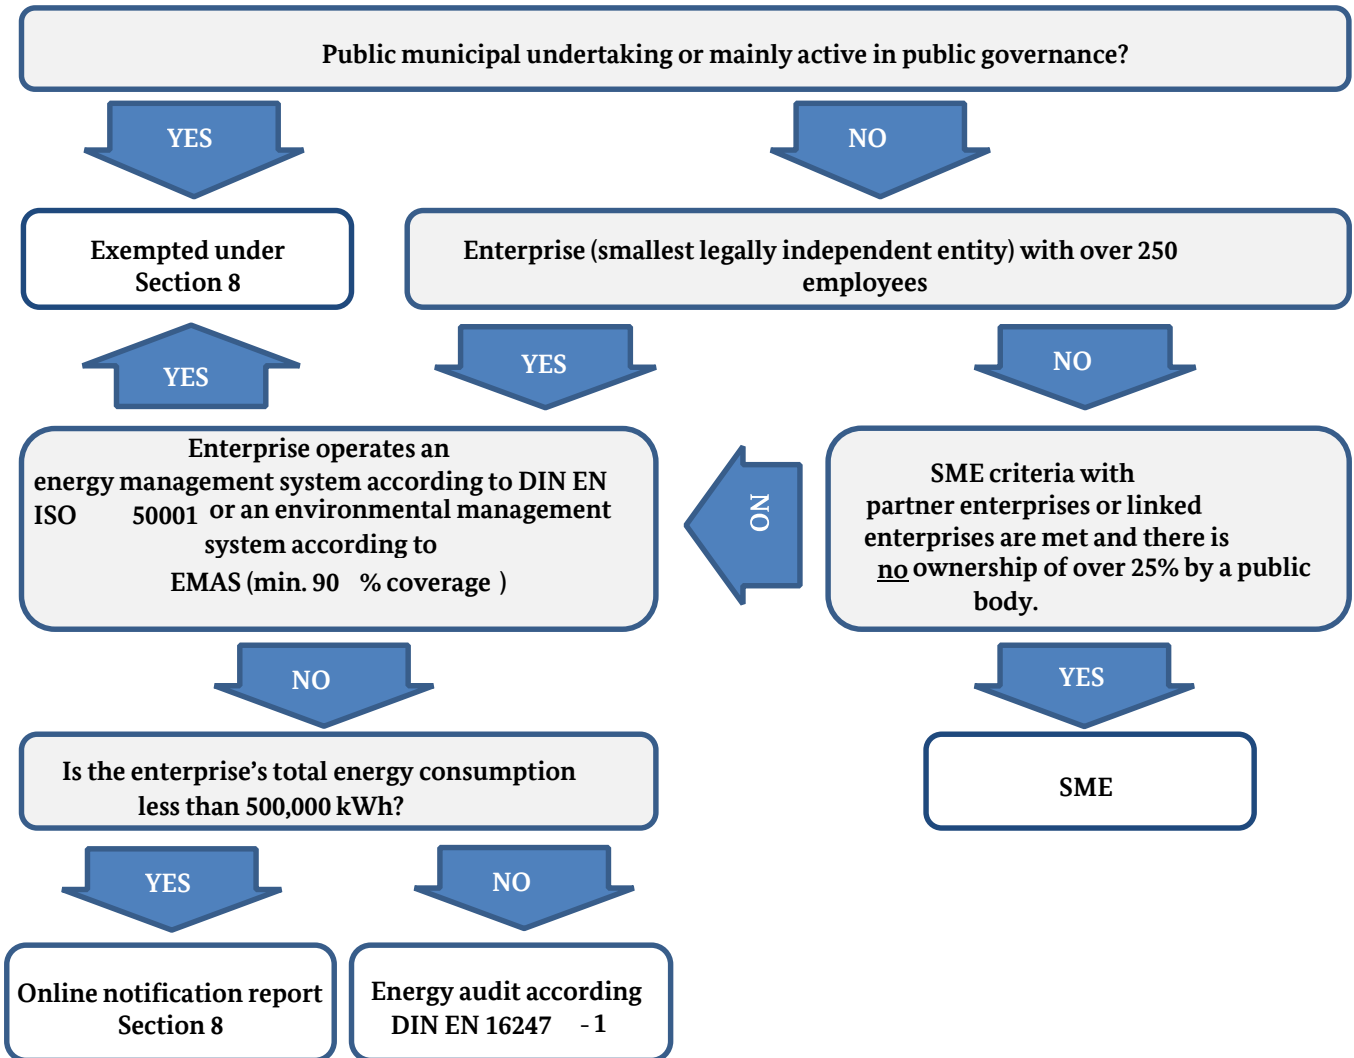 Public municipal undertaking or mainly active in public governance?
YES
NO
Exempted under
Section 8
Enterprise (smallest legally independent entity) with over 250
employees
YES
YES
NO
Enterprise operates an
energy management system according to DIN EN
ISO 50001 or an environmental management
system according to
EMAS (min. 90 % coverage )
NO
SME criteria with
partner enterprises or linked
enterprises are met and there is
no ownership of over 25% by a public
body.
NO
YES
Is the enterprise’s total energy consumption
less than 500,000 kWh?
SME
YES
NO
Online notification report
Section 8
Energy audit according
DIN EN 16247 -1